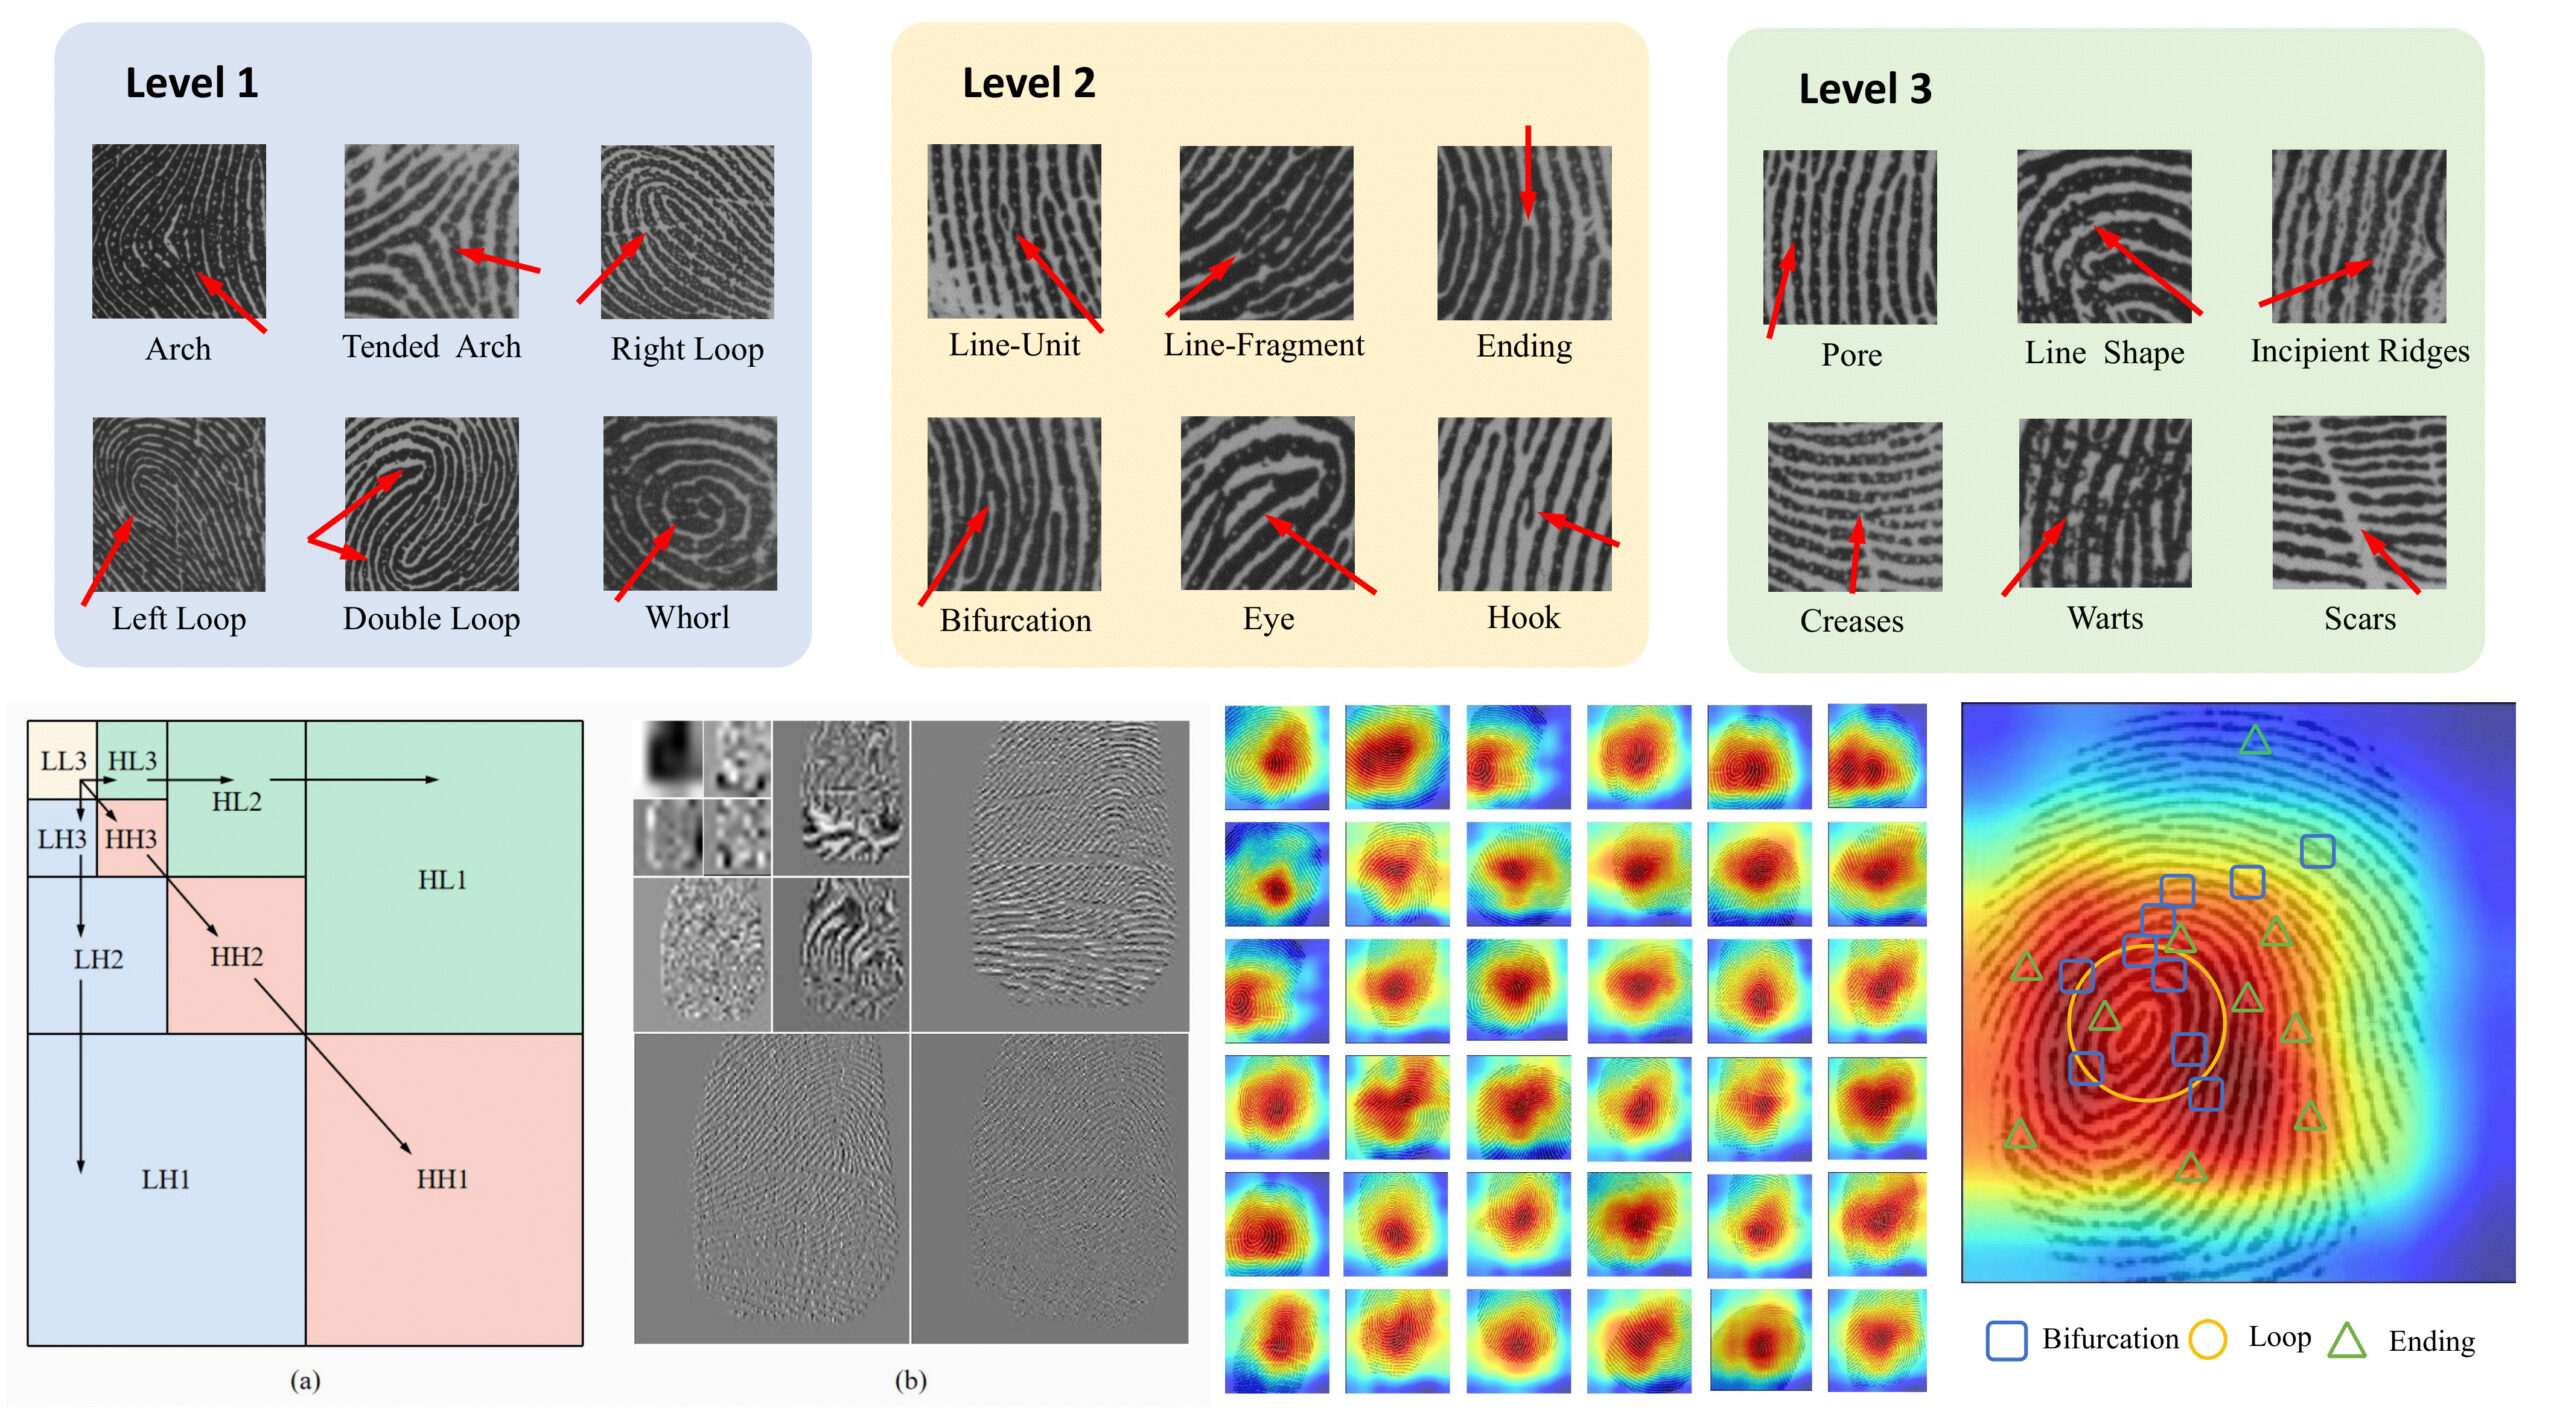 Level 1
Arch
Tended Arch
Right Loop
Left Loop
Double Loop
Whorl
Level 2
Line-Unit
Line-Fragment
Ending
Bifurcation
Eye
Hook
Level 3
Pore
Line Shape
Incipient Ridges
Creases
Warts
Scars
LL3
HL3
HL2
LH3
HH3
HL1
LH2
HH2
LH1
HH1
(a)
(b)
Bifurcation
Loop
Ending